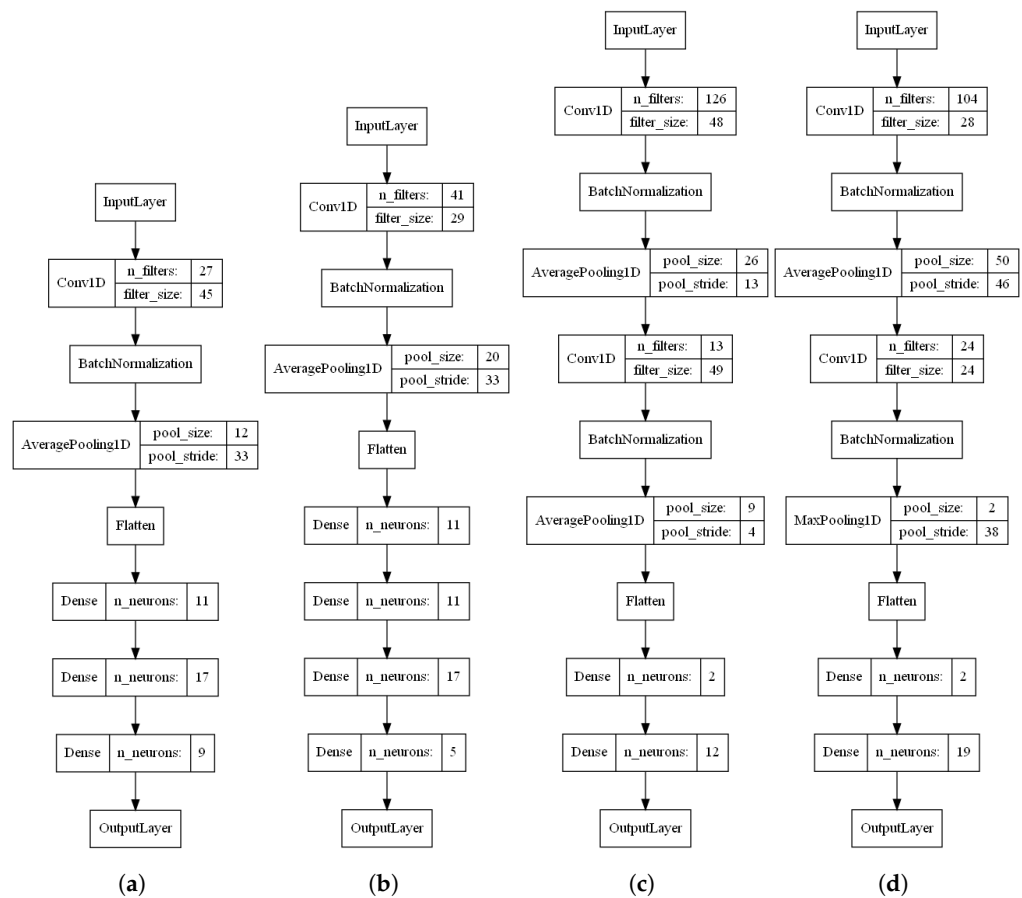 InputLayer
Conv1D
n_filters: 27
filter_size: 45
BatchNormalization
AveragePooling1D
pool_size: 12
pool_stride: 33
Flatten
Dense n_neurons: 11
Dense n_neurons: 17
Dense n_neurons: 9
OutputLayer
(a)
InputLayer
Conv1D
n_filters: 41
filter_size: 29
BatchNormalization
AveragePooling1D
pool_size: 20
pool_stride: 33
Flatten
Dense n_neurons: 11
Dense n_neurons: 11
Dense n_neurons: 17
Dense n_neurons: 5
OutputLayer
(b)
InputLayer
Conv1D
n_filters: 126
filter_size: 48
BatchNormalization
AveragePooling1D
pool_size: 26
pool_stride: 13
Conv1D
n_filters: 13
filter_size: 49
BatchNormalization
AveragePooling1D
pool_size: 9
pool_stride: 4
Flatten
Dense n_neurons: 2
Dense n_neurons: 12
OutputLayer
(c)
InputLayer
Conv1D
n_filters: 104
filter_size: 28
BatchNormalization
AveragePooling1D
pool_size: 50
pool_stride: 46
Conv1D
n_filters: 24
filter_size: 24
BatchNormalization
MaxPooling1D
pool_size: 2
pool_stride: 38
Flatten
Dense n_neurons: 2
Dense n_neurons: 19
OutputLayer
(d)